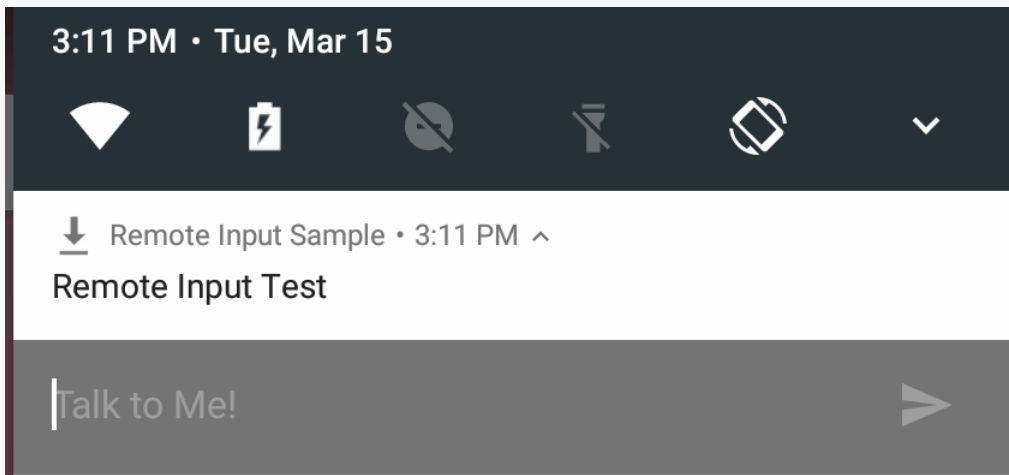 3:11 PM • Tue, Mar 15
Remote Input Sample • 3:11 PM
Remote Input Test
Talk to Me!